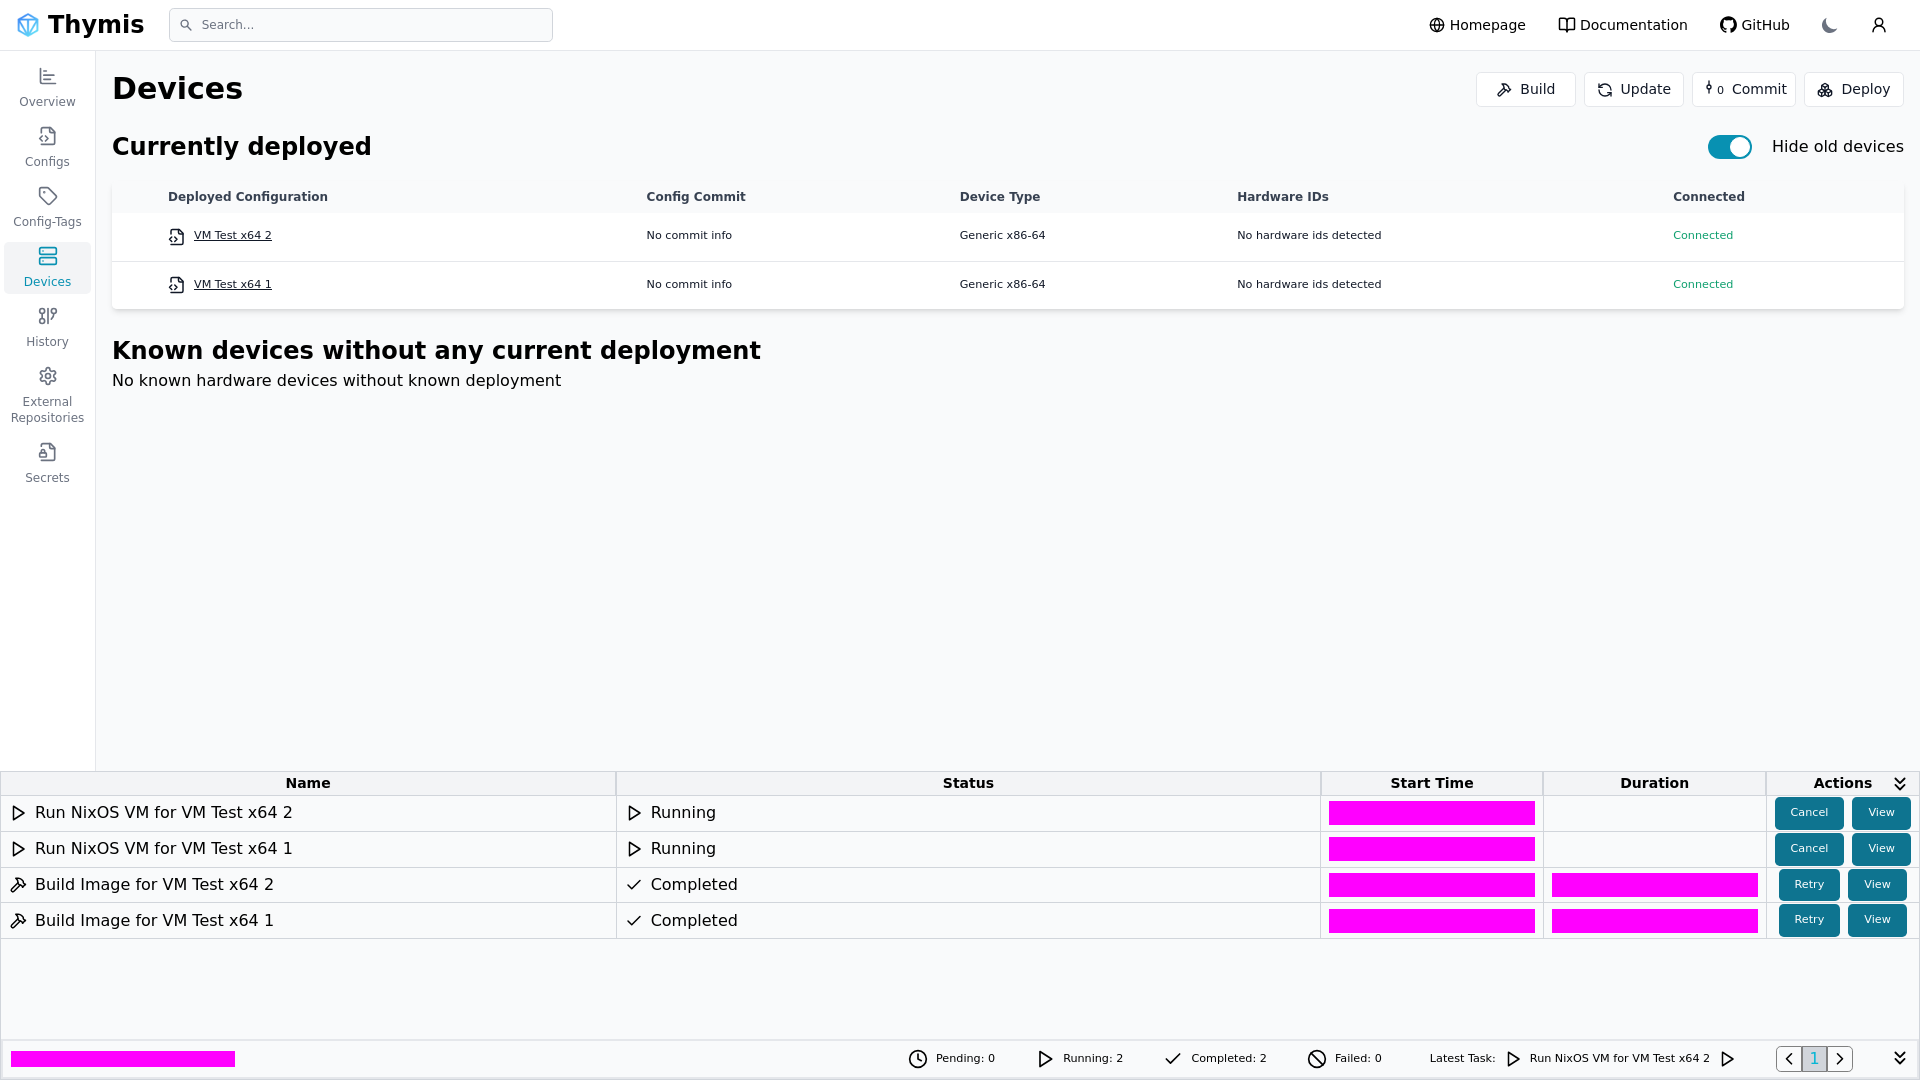 Thymis
Search...
Homepage
Documentation
GitHub
Overview
Configs
Config-Tags
Devices
History
External
Repositories
Secrets
Devices
Build
Update
0 Commit
Deploy
Currently deployed
Hide old devices
Deployed Configuration Config Commit Device Type Hardware IDs Connected
VM Test x64 2 No commit info Generic x86-64 No hardware ids detected Connected
VM Test x64 1 No commit info Generic x86-64 No hardware ids detected Connected
Known devices without any current deployment
No known hardware devices without known deployment
Name Status Start Time Duration Actions
Run NixOS VM for VM Test x64 2 Running Cancel View
Run NixOS VM for VM Test x64 1 Running Cancel View
Build Image for VM Test x64 2 Completed Retry View
Build Image for VM Test x64 1 Completed Retry View
Pending: 0 Running: 2 Completed: 2 Failed: 0 Latest Task: Run NixOS VM for VM Test x64 2 1